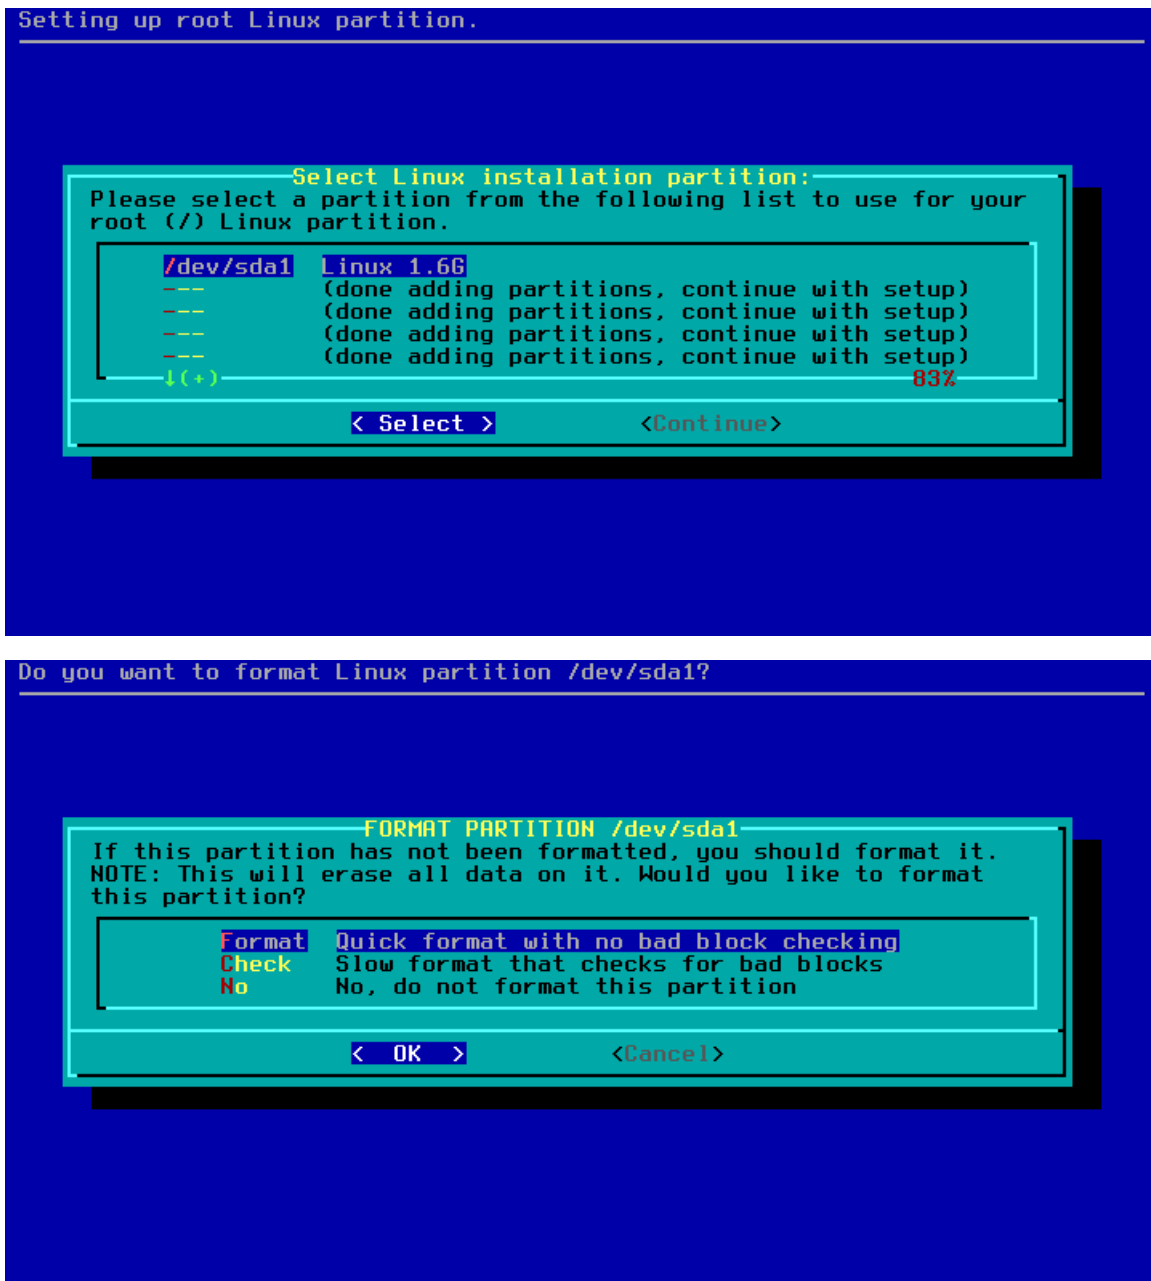 Setting up root Linux partition.
Select Linux installation partition:
Please select a partition from the following list to use for your
root (/) Linux partition.
/dev/sda1 Linux 1.6G
--- (done adding partitions, continue with setup)
--- (done adding partitions, continue with setup)
--- (done adding partitions, continue with setup)
--- (done adding partitions, continue with setup)
↓(+) 83%
< Select > <Continue>
Do you want to format Linux partition /dev/sda1?
FORMAT PARTITION /dev/sda1
If this partition has not been formatted, you should format it.
NOTE: This will erase all data on it. Would you like to format
this partition?
Format Quick format with no bad block checking
Check Slow format that checks for bad blocks
No No, do not format this partition
< OK > <Cancel>